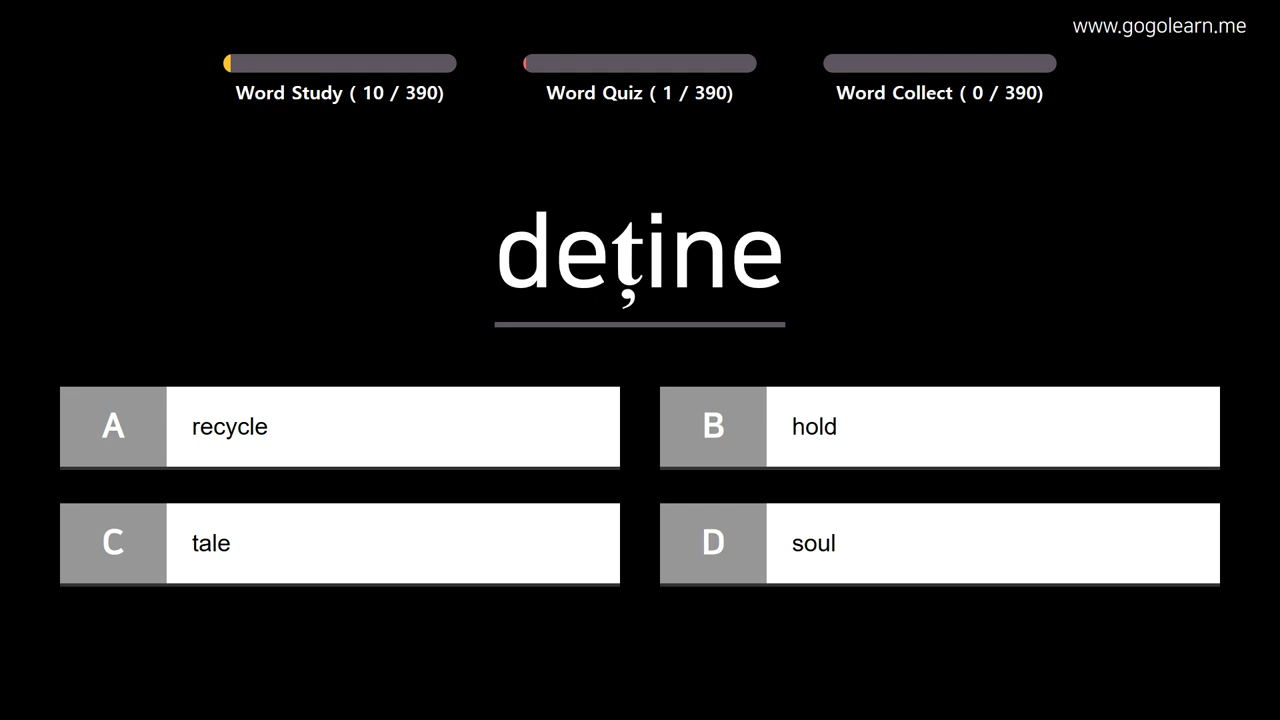 www.gogolearn.me
Word Study ( 10 / 390)
Word Quiz ( 1 / 390)
Word Collect ( 0 / 390)
deține
A recycle
B hold
C tale
D soul